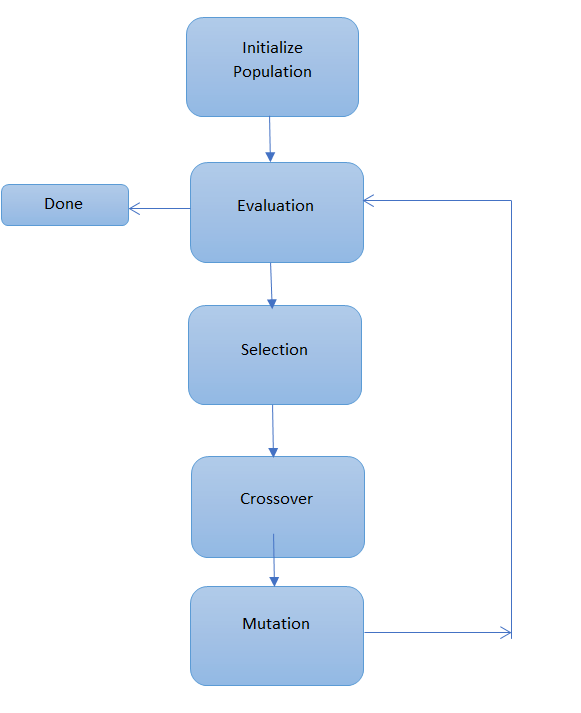 Initialize
Population
Evaluation
Done
Selection
Crossover
Mutation